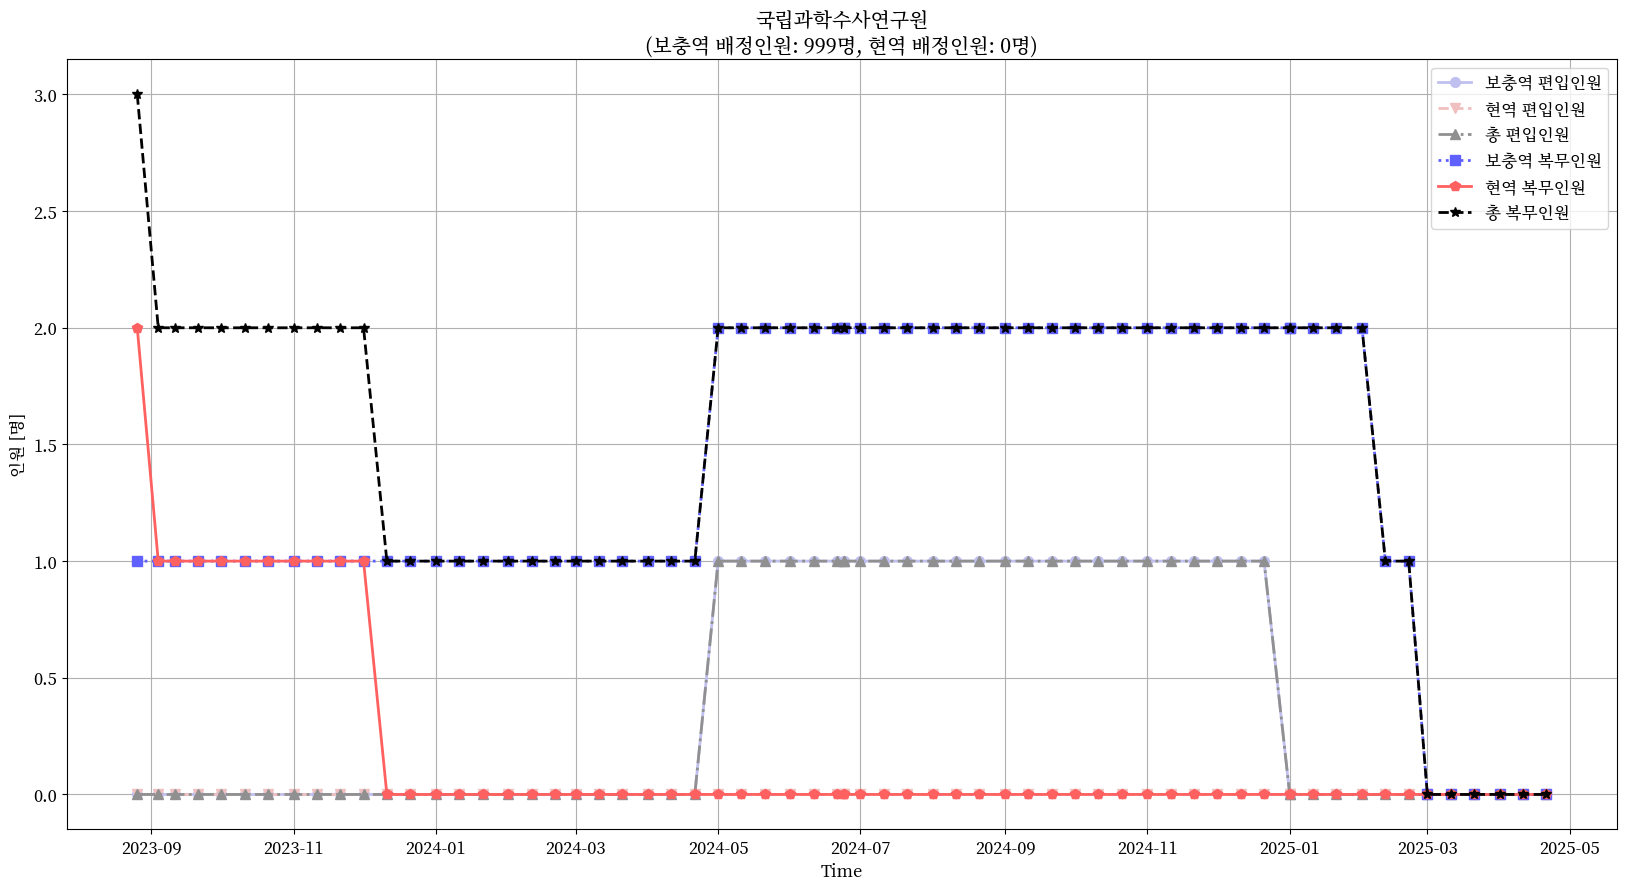 국립과학수사연구원
(보충역 배정인원: 999명, 현역 배정인원: 0명)
보충역 편입인원
현역 편입인원
총 편입인원
보충역 복무인원
현역 복무인원
총 복무인원
3.0
2.5
2.0
1.5
1.0
0.5
0.0
인원 [명]
2023-09
2023-11
2024-01
2024-03
2024-05
2024-07
2024-09
2024-11
2025-01
2025-03
2025-05
Time